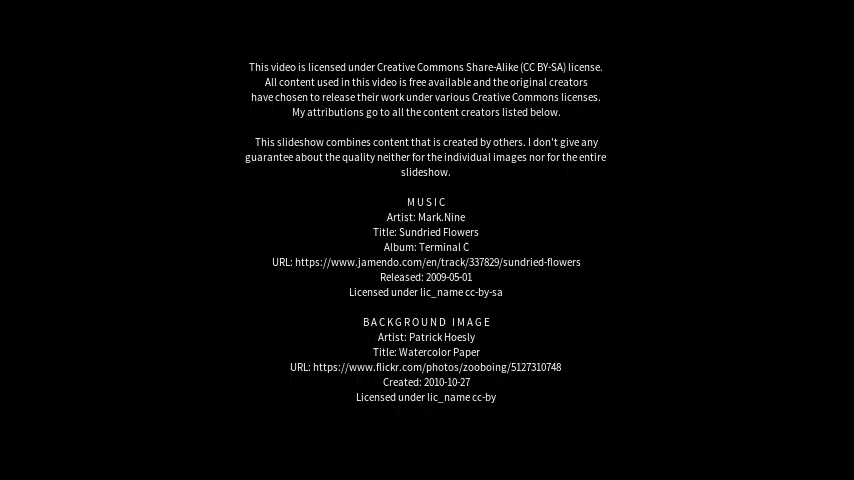 This video is licensed under Creative Commons Share-Alike (CC BY-SA) license.
All content used in this video is free available and the original creators
have chosen to release their work under various Creative Commons licenses.
My attributions go to all the content creators listed below.
This slideshow combines content that is created by others. I don't give any
guarantee about the quality neither for the individual images nor for the entire
slideshow.
MUSIC
Artist: Mark.Nine
Title: Sundried Flowers
Album: Terminal C
URL: https://www.jamendo.com/en/track/337829/sundried-flowers
Released: 2009-05-01
Licensed under lic_name cc-by-sa
BACKGROUND IMAGE
Artist: Patrick Hoesly
Title: Watercolor Paper
URL: https://www.flickr.com/photos/zooboing/5127310748
Created: 2010-10-27
Licensed under lic_name cc-by